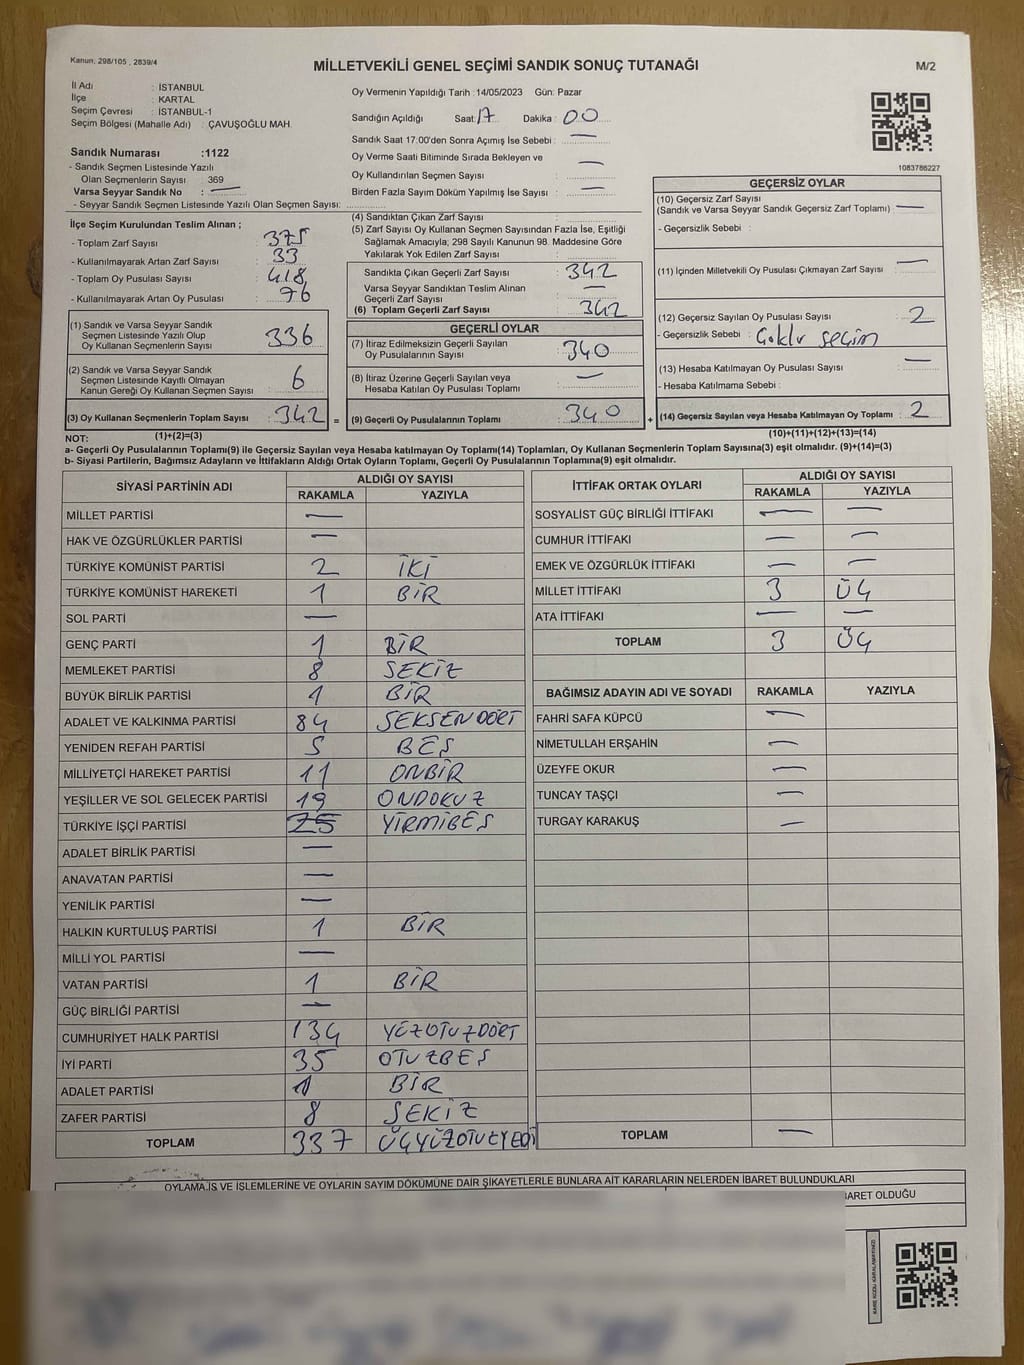 Kanun, 298/105 , 2839/4
MİLLETVEKİLİ GENEL SEÇİMİ SANDIK SONUÇ TUTANAĞI
M/2
İl Adı : İSTANBUL
İlçe : KARTAL
Seçim Çevresi : İSTANBUL-1
Seçim Bölgesi (Mahalle Adı) : ÇAVUŞOĞLU MAH.
Sandık Numarası :1122
- Sandık Seçmen Listesinde Yazılı
Olan Seçmenlerin Sayısı : 369
Varsa Seyyar Sandık No : —
- Seyyar Sandık Seçmen Listesinde Yazılı Olan Seçmen Sayısı:
Oy Vermenin Yapıldığı Tarih : 14/05/2023 Gün: Pazar
Sandığın Açıldığı Saat: 17 Dakika : 00
Sandık Saat 17:00'den Sonra Açımış İse Sebebi : —
Oy Verme Saati Bitiminde Sırada Bekleyen ve —
Oy Kullandırılan Seçmen Sayısı :
Birden Fazla Sayım Döküm Yapılmış İse Sayısı : —
1083786227
İlçe Seçim Kurulundan Teslim Alınan ;
- Toplam Zarf Sayısı : 375
- Kullanılmayarak Artan Zarf Sayısı : 33
- Toplam Oy Pusulası Sayısı : 418
- Kullanılmayarak Artan Oy Pusulası : 76
(1) Sandık ve Varsa Seyyar Sandık
Seçmen Listesinde Yazılı Olup
Oy Kullanan Seçmenlerin Sayısı : 336
(2) Sandık ve Varsa Seyyar Sandık
Seçmen Listesinde Kayıtlı Olmayan
Kanun Gereği Oy Kullanan Seçmen Sayısı : 6
(3) Oy Kullanan Seçmenlerin Toplam Sayısı : 342 =
(4) Sandıktan Çıkan Zarf Sayısı :
(5) Zarf Sayısı Oy Kullanan Seçmen Sayısından Fazla İse, Eşitliği
Sağlamak Amacıyla; 298 Sayılı Kanunun 98. Maddesine Göre
Yakılarak Yok Edilen Zarf Sayısı :
Sandıkta Çıkan Geçerli Zarf Sayısı : 342
Varsa Seyyar Sandıktan Teslim Alınan —
Geçerli Zarf Sayısı :
(6) Toplam Geçerli Zarf Sayısı : 342
GEÇERLİ OYLAR
(7) İtiraz Edilmeksizin Geçerli Sayılan
Oy Pusulalarının Sayısı : 340
(8) İtiraz Üzerine Geçerli Sayılan veya —
Hesaba Katılan Oy Pusulası Toplamı :
(9) Geçerli Oy Pusulalarının Toplamı : 340 +
GEÇERSİZ OYLAR
(10) Geçersiz Zarf Sayısı
(Sandık ve Varsa Seyyar Sandık Geçersiz Zarf Toplamı) : —
- Geçersizlik Sebebi :
(11) İçinden Milletvekili Oy Pusulası Çıkmayan Zarf Sayısı : —
(12) Geçersiz Sayılan Oy Pusulası Sayısı : 2
- Geçersizlik Sebebi : Çoklu seçim
(13) Hesaba Katılmayan Oy Pusulası Sayısı : —
- Hesaba Katılmama Sebebi :
(14) Geçersiz Sayılan veya Hesaba Katılmayan Oy Toplamı : 2
NOT: (1)+(2)=(3)
(10)+(11)+(12)+(13)=(14)
a- Geçerli Oy Pusulalarının Toplamı(9) ile Geçersiz Sayılan veya Hesaba katılmayan Oy Toplamı(14) Toplamları, Oy Kullanan Seçmenlerin Toplam Sayısına(3) eşit olmalıdır. (9)+(14)=(3)
b- Siyasi Partilerin, Bağımsız Adayların ve İttifakların Aldığı Ortak Oyların Toplamı, Geçerli Oy Pusulalarının Toplamına(9) eşit olmalıdır.
SİYASİ PARTİNİN ADI ALDIĞI OY SAYISI
RAKAMLA YAZIYLA
MİLLET PARTİSİ —
HAK VE ÖZGÜRLÜKLER PARTİSİ —
TÜRKİYE KOMÜNİST PARTİSİ 2 İKİ
TÜRKİYE KOMÜNİST HAREKETİ 1 BİR
SOL PARTİ —
GENÇ PARTİ 1 BİR
MEMLEKET PARTİSİ 8 SEKİZ
BÜYÜK BİRLİK PARTİSİ 1 BİR
ADALET VE KALKINMA PARTİSİ 84 SEKSENDÖRT
YENİDEN REFAH PARTİSİ 5 BEŞ
MİLLİYETÇİ HAREKET PARTİSİ 11 ONBİR
YEŞİLLER VE SOL GELECEK PARTİSİ 19 ONDOKUZ
TÜRKİYE İŞÇİ PARTİSİ 25 YİRMİBEŞ
ADALET BİRLİK PARTİSİ —
ANAVATAN PARTİSİ —
YENİLİK PARTİSİ —
HALKIN KURTULUŞ PARTİSİ 1 BİR
MİLLİ YOL PARTİSİ —
VATAN PARTİSİ 1 BİR
GÜÇ BİRLİĞİ PARTİSİ —
CUMHURİYET HALK PARTİSİ 134 YÜZOTUZDÖRT
İYİ PARTİ 35 OTUZBEŞ
ADALET PARTİSİ 1 BİR
ZAFER PARTİSİ 8 SEKİZ
TOPLAM 337 ÜÇYÜZOTUZYEDİ
İTTİFAK ORTAK OYLARI ALDIĞI OY SAYISI
RAKAMLA YAZIYLA
SOSYALİST GÜÇ BİRLİĞİ İTTİFAKI — —
CUMHUR İTTİFAKI — —
EMEK VE ÖZGÜRLÜK İTTİFAKI — —
MİLLET İTTİFAKI 3 ÜÇ
ATA İTTİFAKI — —
TOPLAM 3 ÜÇ
BAĞIMSIZ ADAYIN ADI VE SOYADI RAKAMLA YAZIYLA
FAHRİ SAFA KÜPCÜ —
NİMETULLAH ERŞAHİN —
ÜZEYFE OKUR —
TUNCAY TAŞÇI —
TURGAY KARAKUŞ —
TOPLAM —
OYLAMA,İŞ VE İŞLEMLERİNE VE OYLARIN SAYIM DÖKÜMÜNE DAİR ŞİKAYETLERLE BUNLARA AİT KARARLARIN NELERDEN İBARET BULUNDUKLARI
OLDUĞU
KARE KODU KARALAMAYINIZ!